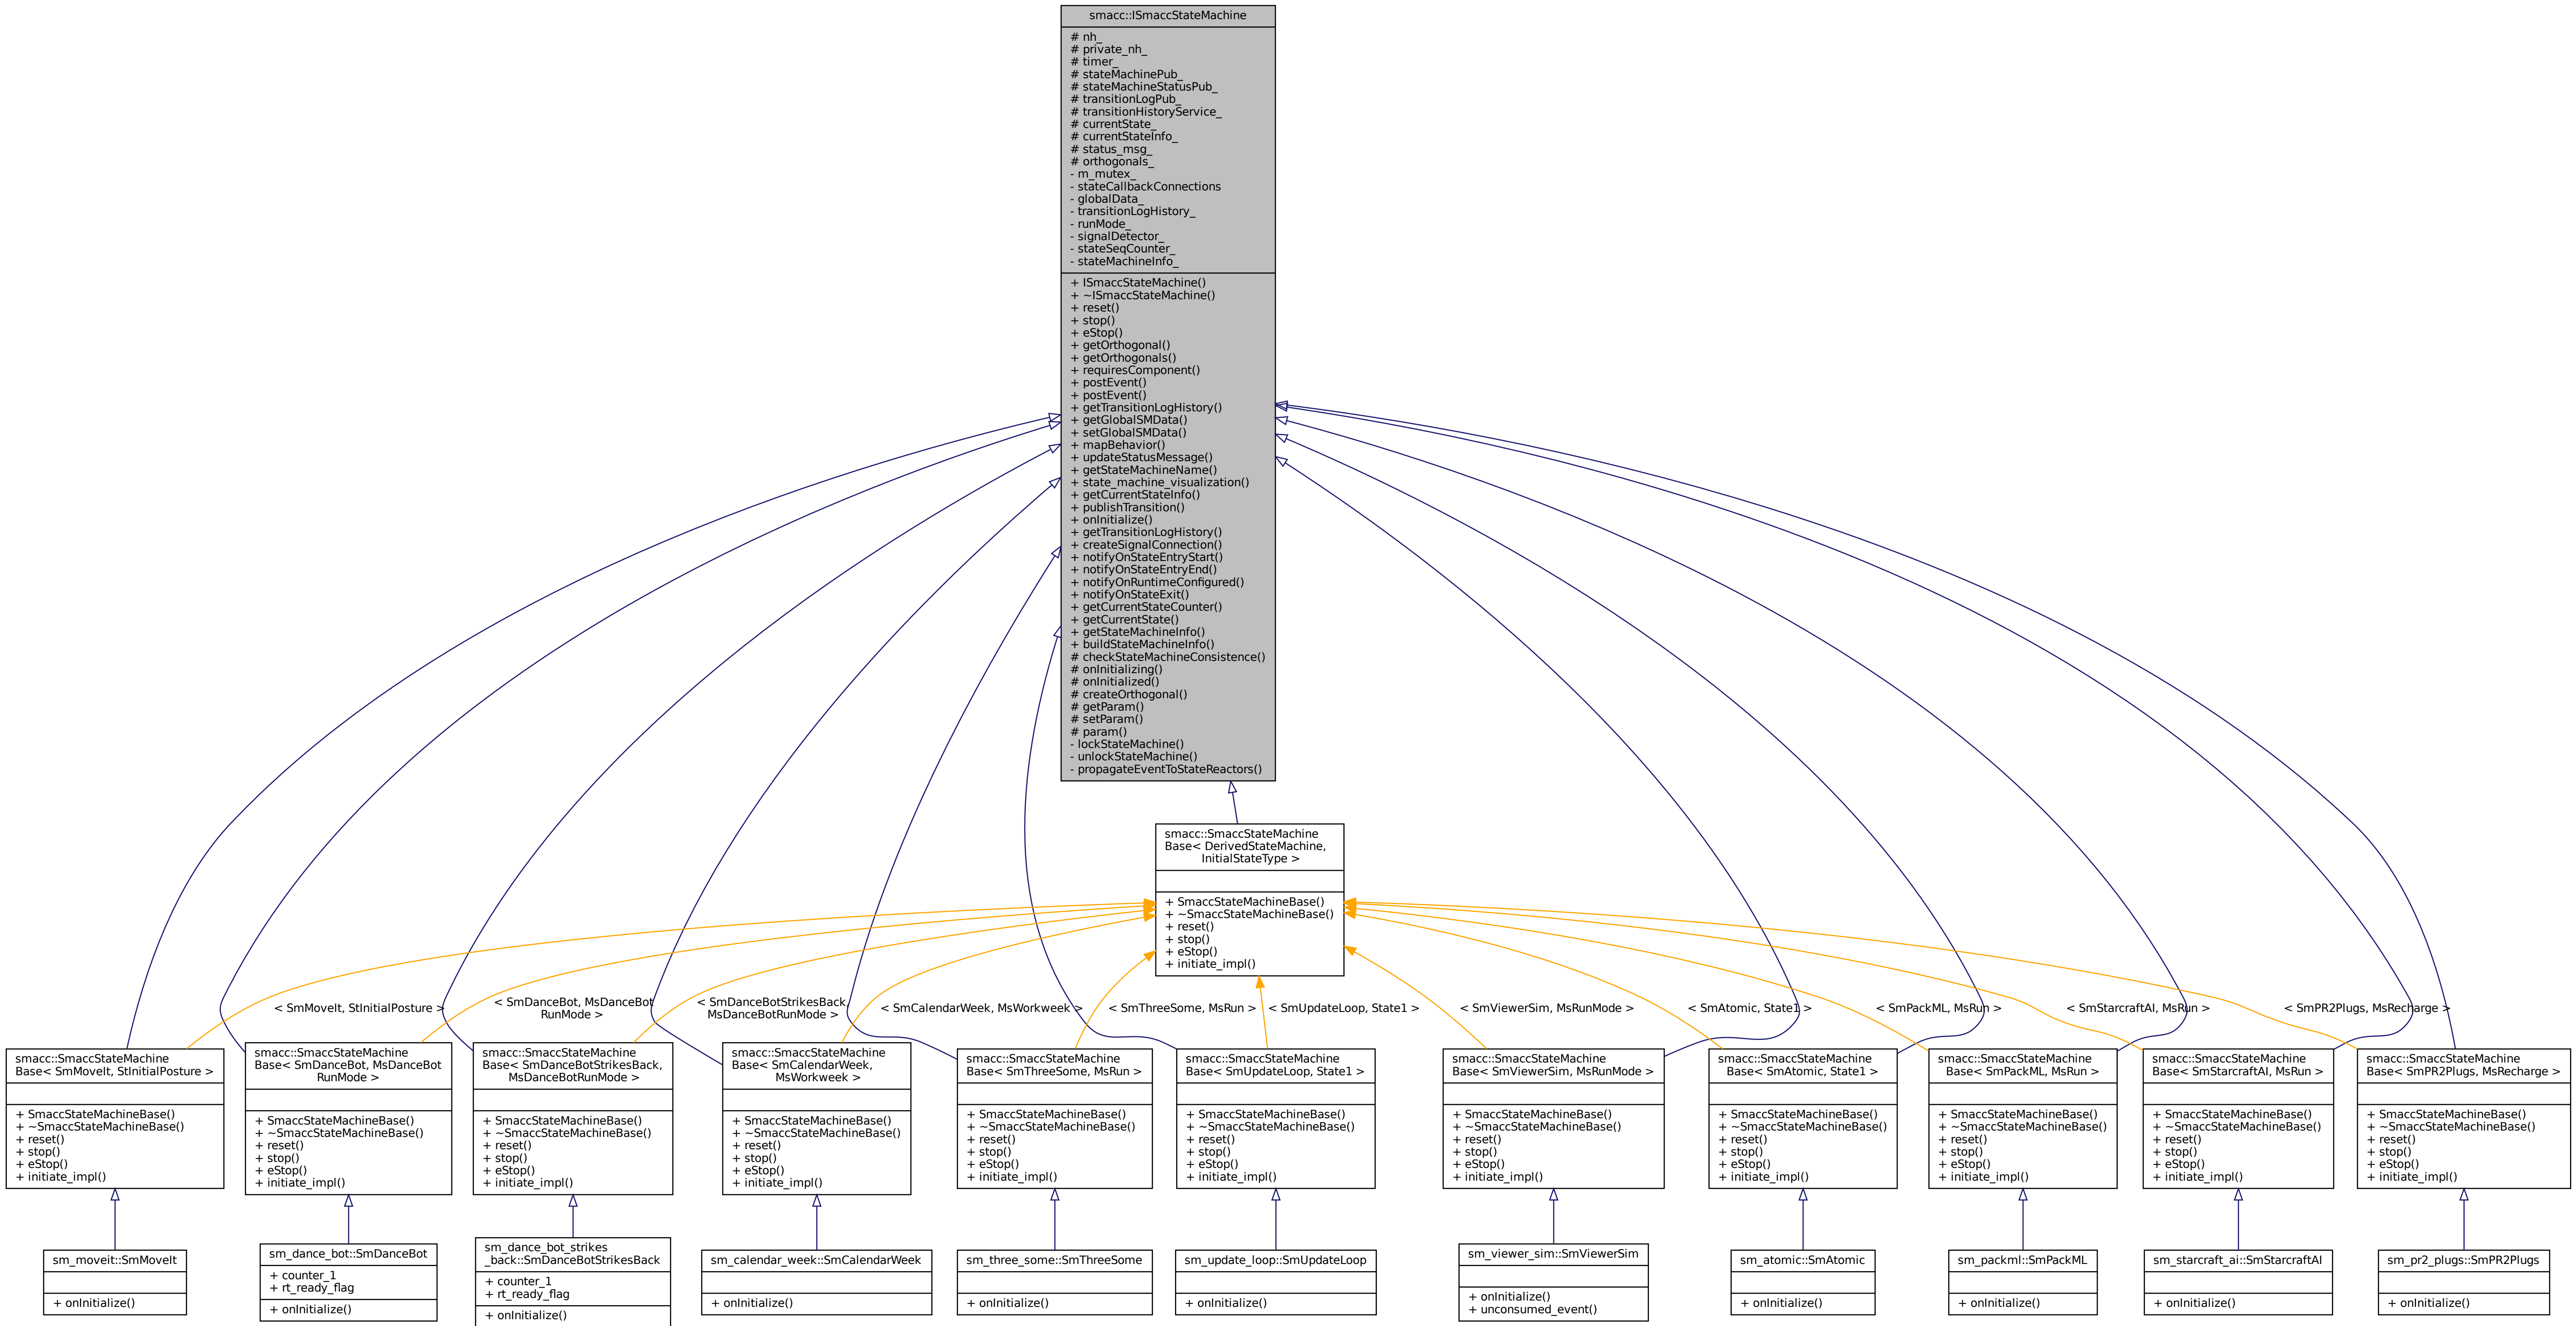 smacc::ISmaccStateMachine
# nh_
# private_nh_
# timer_
# stateMachinePub_
# stateMachineStatusPub_
# transitionLogPub_
# transitionHistoryService_
# currentState_
# currentStateInfo_
# status_msg_
# orthogonals_
- m_mutex_
- stateCallbackConnections
- globalData_
- transitionLogHistory_
- runMode_
- signalDetector_
- stateSeqCounter_
- stateMachineInfo_
+ ISmaccStateMachine()
+ ~ISmaccStateMachine()
+ reset()
+ stop()
+ eStop()
+ getOrthogonal()
+ getOrthogonals()
+ requiresComponent()
+ postEvent()
+ postEvent()
+ getTransitionLogHistory()
+ getGlobalSMData()
+ setGlobalSMData()
+ mapBehavior()
+ updateStatusMessage()
+ getStateMachineName()
+ state_machine_visualization()
+ getCurrentStateInfo()
+ publishTransition()
+ onInitialize()
+ getTransitionLogHistory()
+ createSignalConnection()
+ notifyOnStateEntryStart()
+ notifyOnStateEntryEnd()
+ notifyOnRuntimeConfigured()
+ notifyOnStateExit()
+ getCurrentStateCounter()
+ getCurrentState()
+ getStateMachineInfo()
+ buildStateMachineInfo()
# checkStateMachineConsistence()
# onInitializing()
# onInitialized()
# createOrthogonal()
# getParam()
# setParam()
# param()
- lockStateMachine()
- unlockStateMachine()
- propagateEventToStateReactors()
smacc::SmaccStateMachine
Base< DerivedStateMachine,
InitialStateType >
+ SmaccStateMachineBase()
+ ~SmaccStateMachineBase()
+ reset()
+ stop()
+ eStop()
+ initiate_impl()
< SmMoveIt, StInitialPosture >
< SmDanceBot, MsDanceBot
RunMode >
< SmDanceBotStrikesBack,
MsDanceBotRunMode >
< SmCalendarWeek, MsWorkweek >
< SmThreeSome, MsRun >
< SmUpdateLoop, State1 >
< SmViewerSim, MsRunMode >
< SmAtomic, State1 >
< SmPackML, MsRun >
< SmStarcraftAI, MsRun >
< SmPR2Plugs, MsRecharge >
smacc::SmaccStateMachine
Base< SmMoveIt, StInitialPosture >
+ SmaccStateMachineBase()
+ ~SmaccStateMachineBase()
+ reset()
+ stop()
+ eStop()
+ initiate_impl()
smacc::SmaccStateMachine
Base< SmDanceBot, MsDanceBot
RunMode >
+ SmaccStateMachineBase()
+ ~SmaccStateMachineBase()
+ reset()
+ stop()
+ eStop()
+ initiate_impl()
smacc::SmaccStateMachine
Base< SmDanceBotStrikesBack,
MsDanceBotRunMode >
+ SmaccStateMachineBase()
+ ~SmaccStateMachineBase()
+ reset()
+ stop()
+ eStop()
+ initiate_impl()
smacc::SmaccStateMachine
Base< SmCalendarWeek,
MsWorkweek >
+ SmaccStateMachineBase()
+ ~SmaccStateMachineBase()
+ reset()
+ stop()
+ eStop()
+ initiate_impl()
smacc::SmaccStateMachine
Base< SmThreeSome, MsRun >
+ SmaccStateMachineBase()
+ ~SmaccStateMachineBase()
+ reset()
+ stop()
+ eStop()
+ initiate_impl()
smacc::SmaccStateMachine
Base< SmUpdateLoop, State1 >
+ SmaccStateMachineBase()
+ ~SmaccStateMachineBase()
+ reset()
+ stop()
+ eStop()
+ initiate_impl()
smacc::SmaccStateMachine
Base< SmViewerSim, MsRunMode >
+ SmaccStateMachineBase()
+ ~SmaccStateMachineBase()
+ reset()
+ stop()
+ eStop()
+ initiate_impl()
smacc::SmaccStateMachine
Base< SmAtomic, State1 >
+ SmaccStateMachineBase()
+ ~SmaccStateMachineBase()
+ reset()
+ stop()
+ eStop()
+ initiate_impl()
smacc::SmaccStateMachine
Base< SmPackML, MsRun >
+ SmaccStateMachineBase()
+ ~SmaccStateMachineBase()
+ reset()
+ stop()
+ eStop()
+ initiate_impl()
smacc::SmaccStateMachine
Base< SmStarcraftAI, MsRun >
+ SmaccStateMachineBase()
+ ~SmaccStateMachineBase()
+ reset()
+ stop()
+ eStop()
+ initiate_impl()
smacc::SmaccStateMachine
Base< SmPR2Plugs, MsRecharge >
+ SmaccStateMachineBase()
+ ~SmaccStateMachineBase()
+ reset()
+ stop()
+ eStop()
+ initiate_impl()
sm_moveit::SmMoveIt
+ onInitialize()
sm_dance_bot::SmDanceBot
+ counter_1
+ rt_ready_flag
+ onInitialize()
sm_dance_bot_strikes
_back::SmDanceBotStrikesBack
+ counter_1
+ rt_ready_flag
+ onInitialize()
sm_calendar_week::SmCalendarWeek
+ onInitialize()
sm_three_some::SmThreeSome
+ onInitialize()
sm_update_loop::SmUpdateLoop
+ onInitialize()
sm_viewer_sim::SmViewerSim
+ onInitialize()
+ unconsumed_event()
sm_atomic::SmAtomic
+ onInitialize()
sm_packml::SmPackML
+ onInitialize()
sm_starcraft_ai::SmStarcraftAI
+ onInitialize()
sm_pr2_plugs::SmPR2Plugs
+ onInitialize()